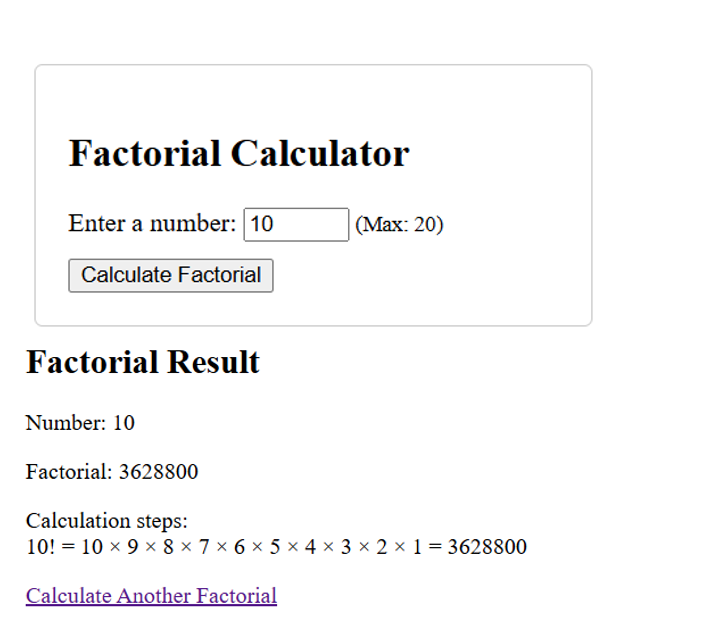 Factorial Calculator
Enter a number: 10 (Max: 20)
Calculate Factorial
Factorial Result
Number: 10
Factorial: 3628800
Calculation steps:
10! = 10 × 9 × 8 × 7 × 6 × 5 × 4 × 3 × 2 × 1 = 3628800
Calculate Another Factorial